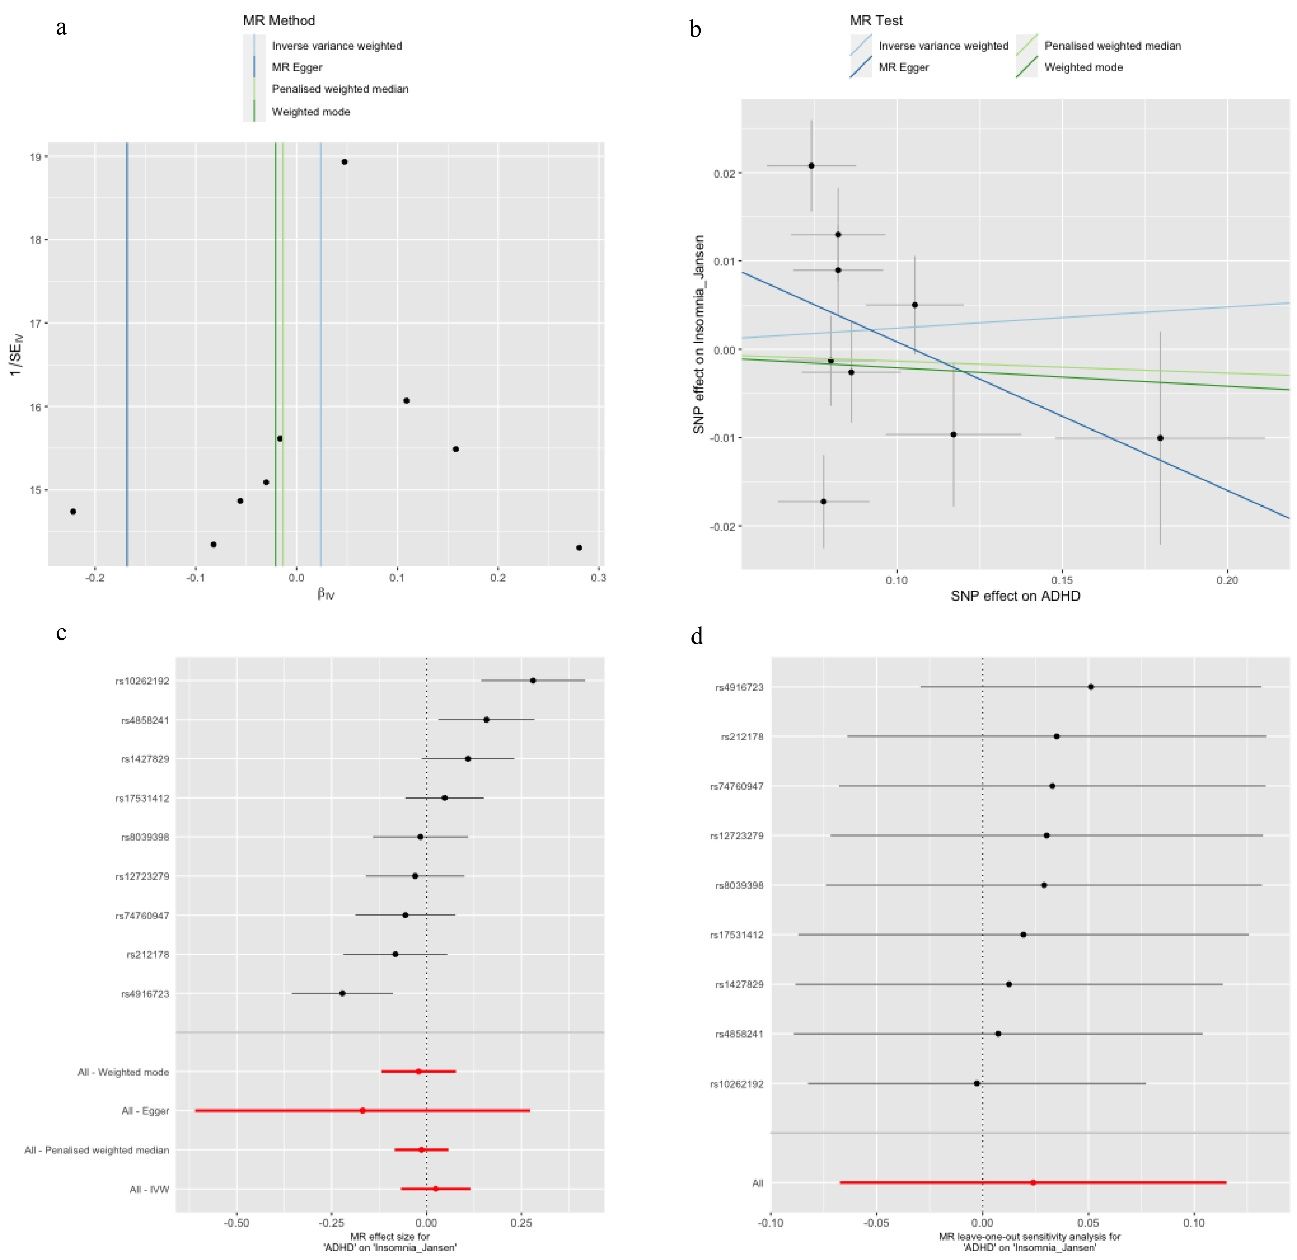 a
MR Method
Inverse variance weighted
MR Egger
Penalised weighted median
Weighted mode
19
18
17
16
15
1/SE_IV
-0.2 -0.1 0.0 0.1 0.2 0.3
β_IV
b
MR Test
Inverse variance weighted Penalised weighted median
MR Egger Weighted mode
0.02
0.01
0.00
-0.01
-0.02
SNP effect on Insomnia_Jansen
0.10 0.15 0.20
SNP effect on ADHD
c
rs10262192
rs4858241
rs1427829
rs17531412
rs8039398
rs12723279
rs74760947
rs212178
rs4916723
All - Weighted mode
All - Egger
All - Penalised weighted median
All - IVW
-0.50 -0.25 0.00 0.25
MR effect size for
'ADHD' on 'Insomnia_Jansen'
d
rs4916723
rs212178
rs74760947
rs12723279
rs8039398
rs17531412
rs1427829
rs4858241
rs10262192
All
-0.10 -0.05 0.00 0.05 0.10
MR leave-one-out sensitivity analysis for
'ADHD' on 'Insomnia_Jansen'